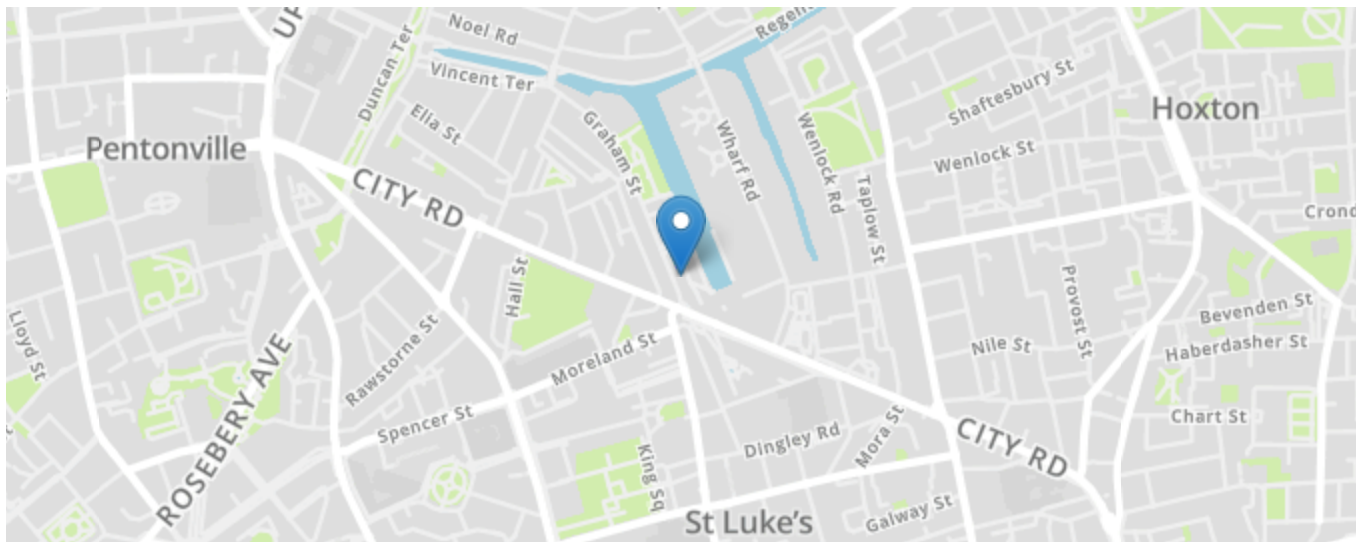 Noel Rd
UP
Regen
Vincent Ter
Duncan Ter
Elia St
Shaftesbury St
Hoxton
Graham St
Wharf Rd
Wenlock Rd
Pentonville
Wenlock St
CITY RD
Taplow St
Crond
Hall St
Provost St
Lloyd St
Bevenden St
Rawstorne St
Moreland St
Nile St
Haberdasher St
ROSEBERY AVE
Spencer St
Chart St
Dingley Rd
Mora St
CITY RD
King Sq
St Luke's
Galway St